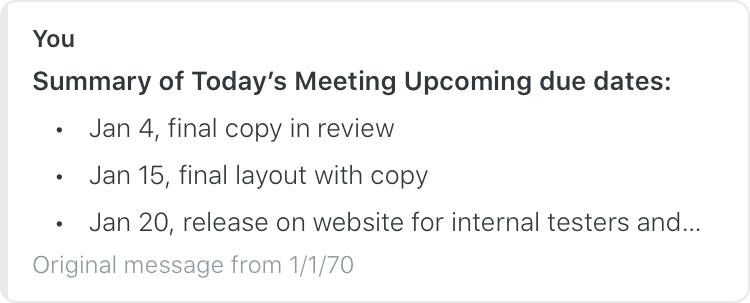 You
Summary of Today’s Meeting Upcoming due dates:
• Jan 4, final copy in review
• Jan 15, final layout with copy
• Jan 20, release on website for internal testers and...
Original message from 1/1/70